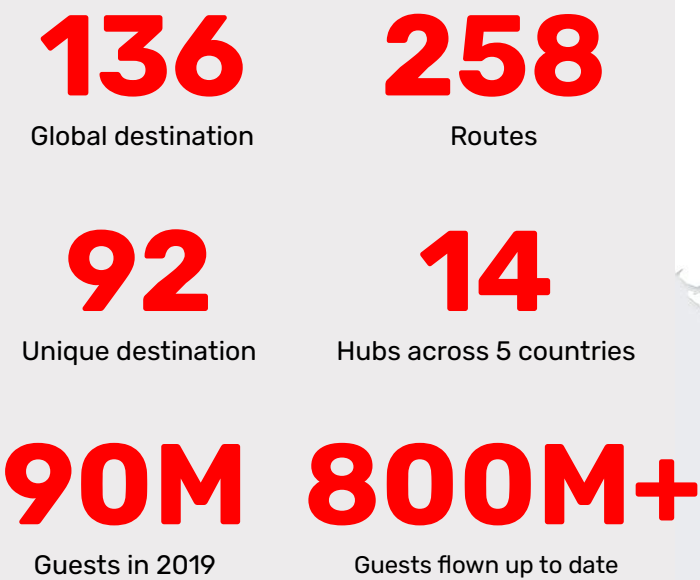 136
258
Global destination
Routes
92
14
Unique destination
Hubs across 5 countries
90M
800M+
Guests in 2019
Guests flown up to date